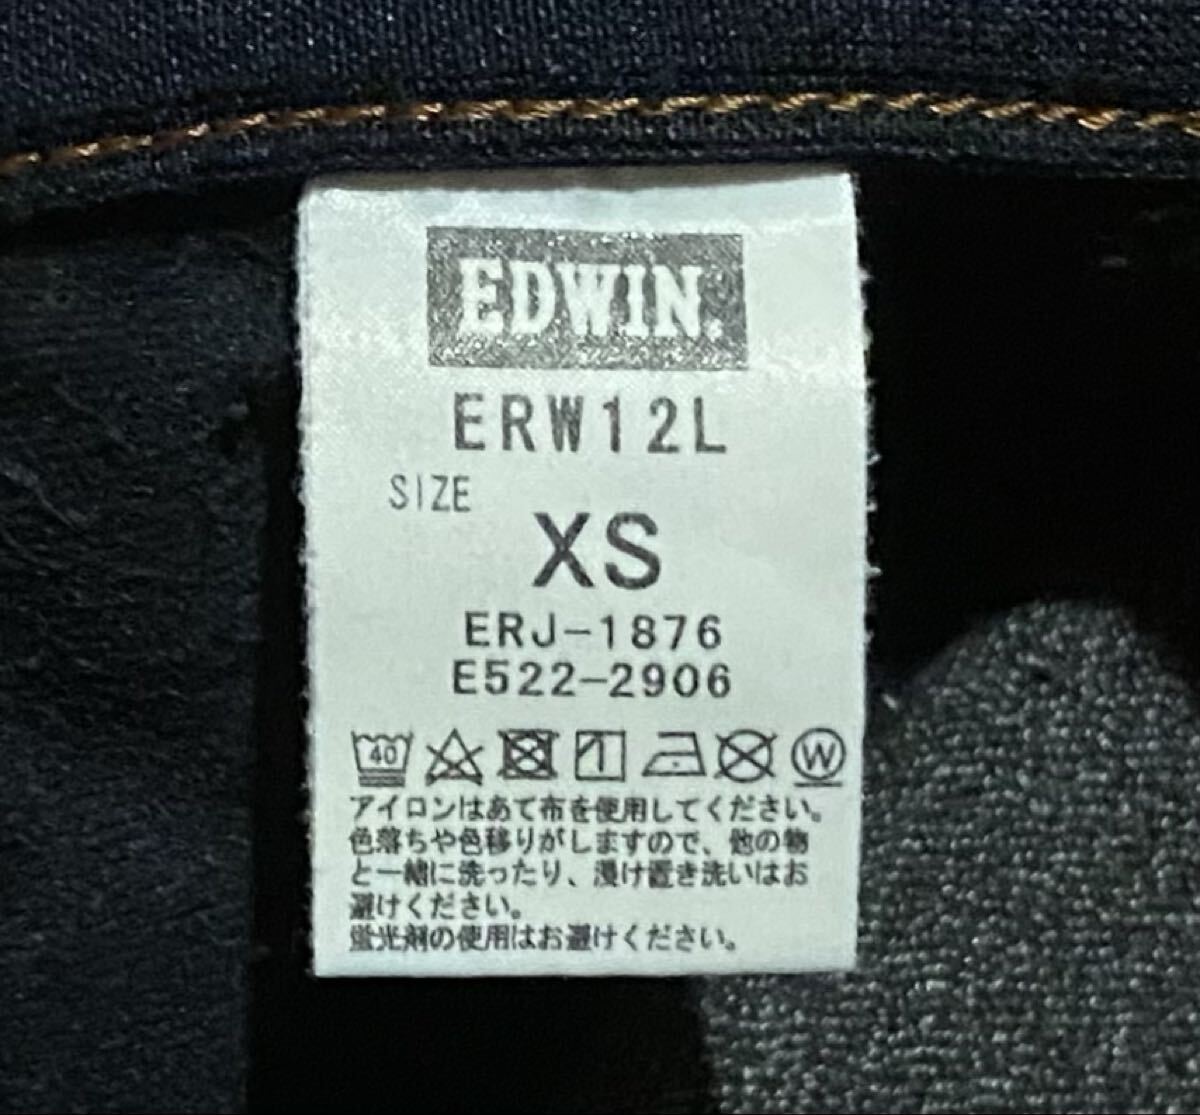 EDWIN.
ERW12L
SIZE
XS
ERJ-1876
E522-2906
40 W
アイロンはあて布を使用してください。
色落ちや色移りがしますので、他の物
と一緒に洗ったり、浸け置き洗いはお
避けください。
蛍光剤の使用はお避けください。